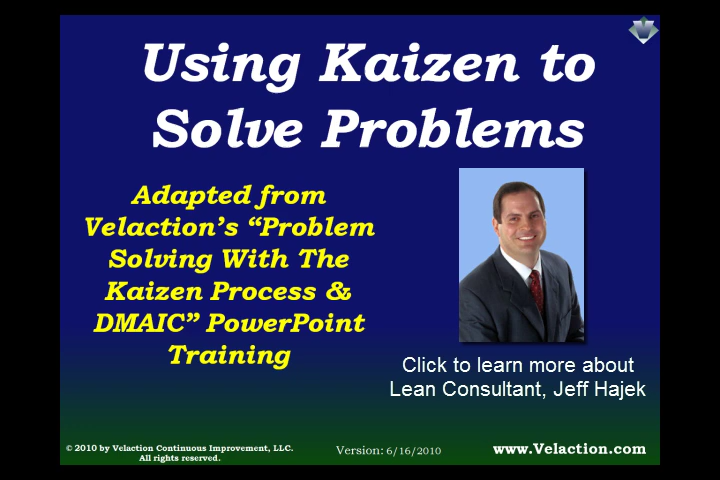 Using Kaizen to
Solve Problems
Adapted from
Velaction's “Problem
Solving With The
Kaizen Process &
DMAIC” PowerPoint
Training
Click to learn more about
Lean Consultant, Jeff Hajek
© 2010 by Velaction Continuous Improvement, LLC.
All rights reserved.
Version: 6/16/2010
www.Velaction.com